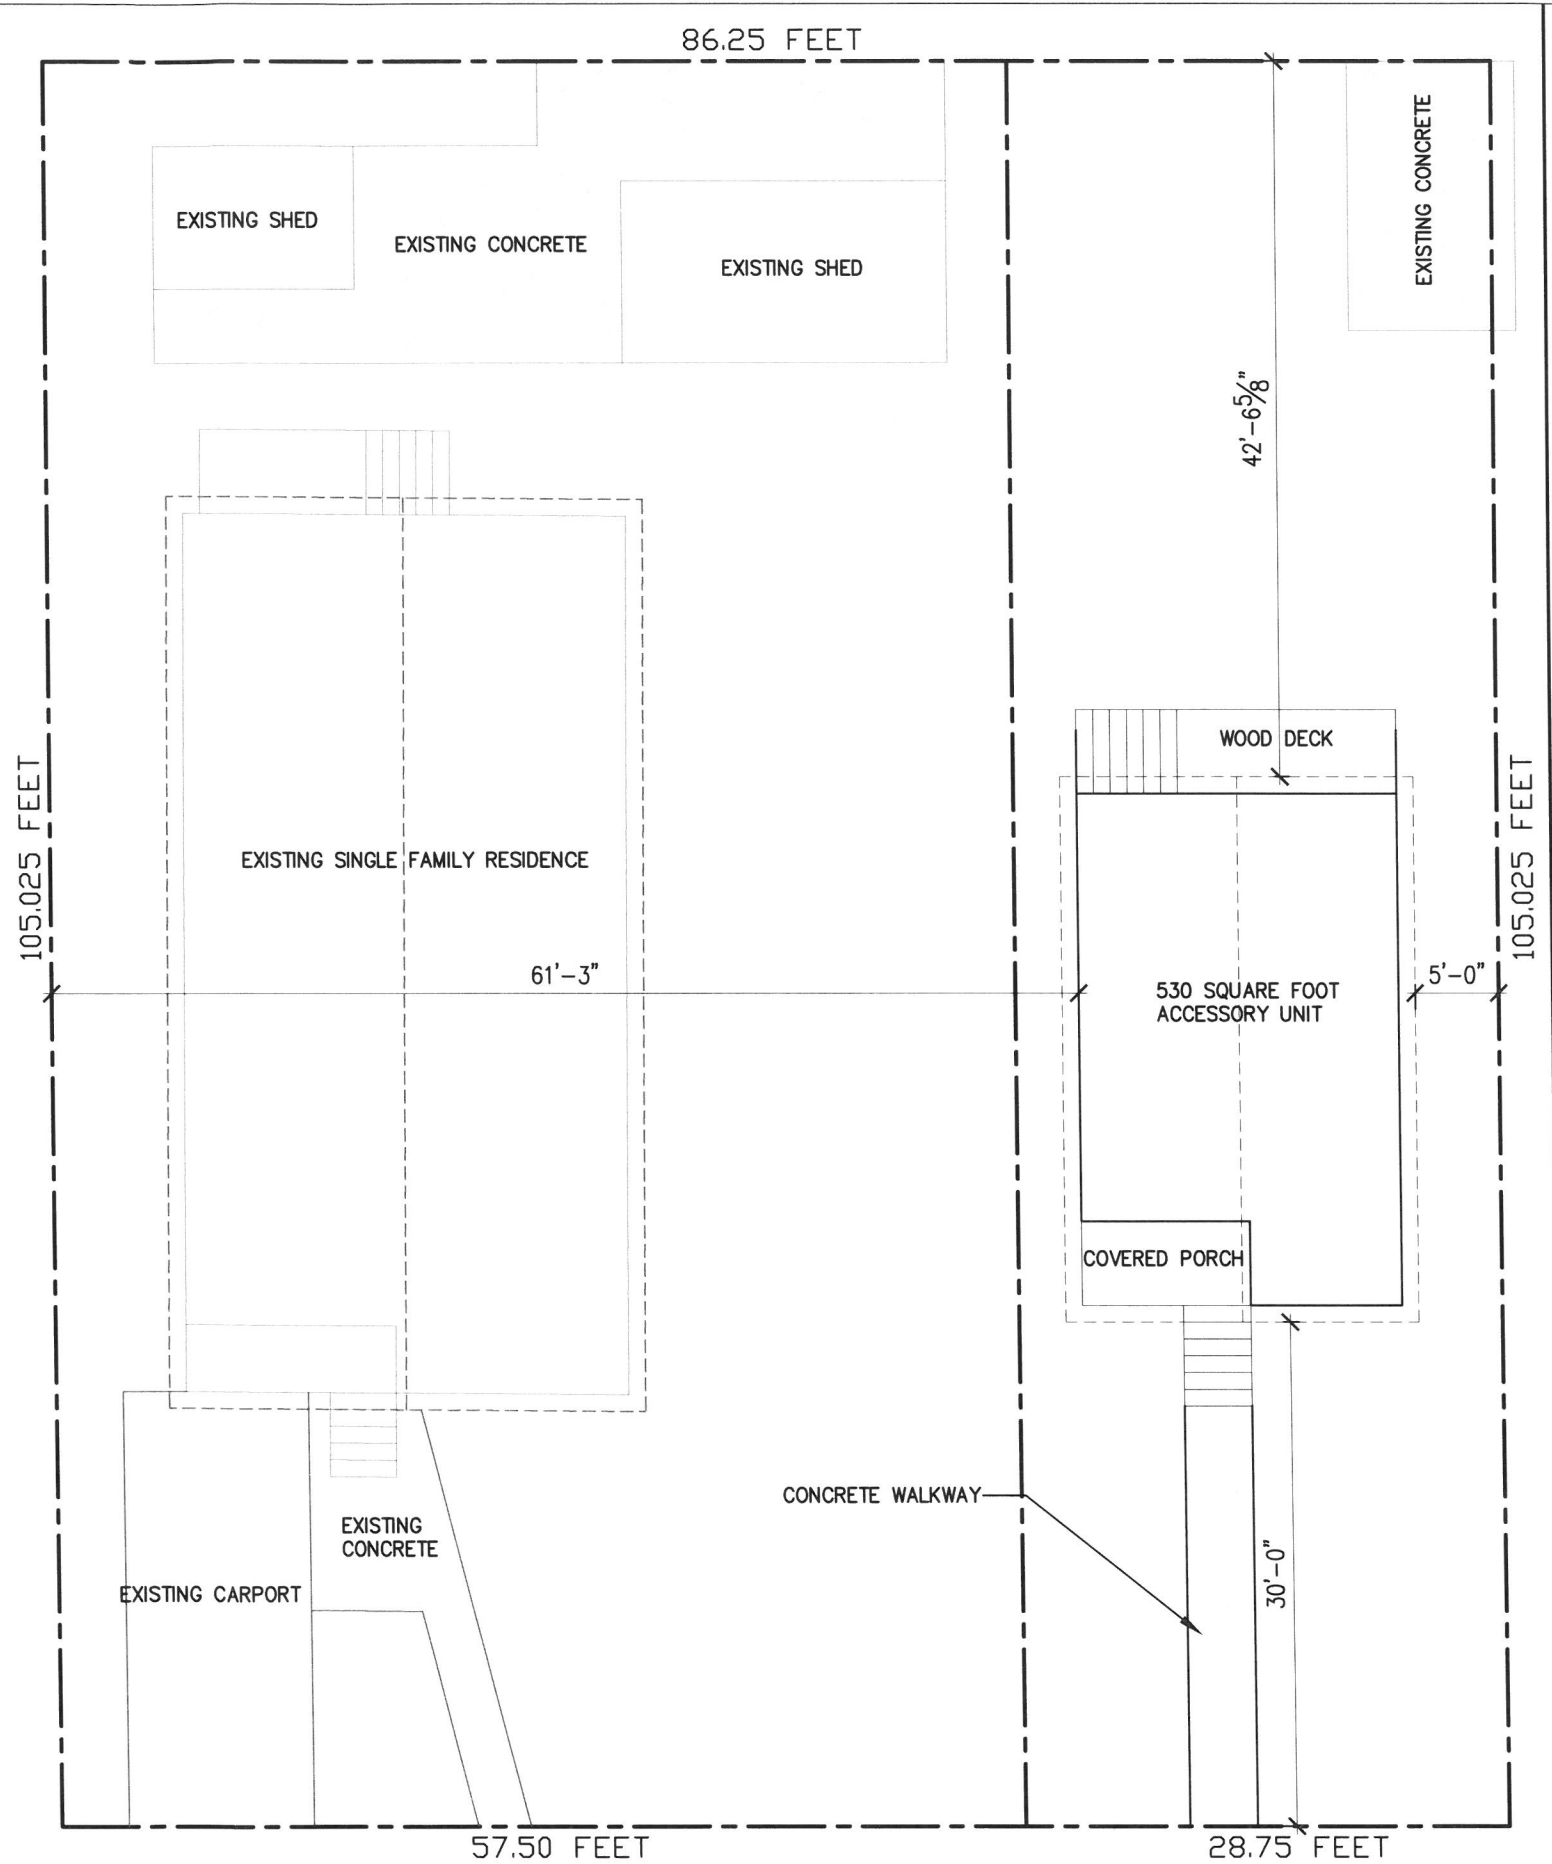 86.25 FEET
EXISTING SHED
EXISTING CONCRETE
EXISTING SHED
EXISTING CONCRETE
42'-6⅝"
WOOD DECK
105.025 FEET
EXISTING SINGLE FAMILY RESIDENCE
105.025 FEET
61'-3"
5'-0"
530 SQUARE FOOT
ACCESSORY UNIT
COVERED PORCH
CONCRETE WALKWAY
EXISTING
CONCRETE
30'-0"
EXISTING CARPORT
57.50 FEET
28.75 FEET